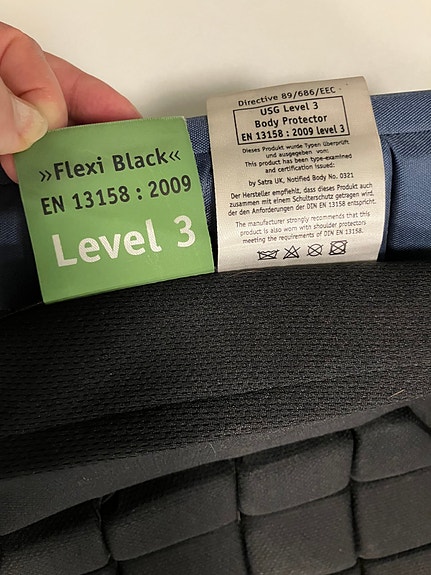 »Flexi Black«
EN 13158 : 2009
Level 3
Directive 89/686/EEC
USG Level 3
Body Protector
EN 13158 : 2009 level 3
Dieses Produkt wurde Typen überprüft
und ausgegeben von:
This product has been type-examined
and certification issued:
by Satra UK, Notified Body No. 0321
Der Hersteller empfiehlt, dass dieses Produkt auch
zusammen mit einem Schulterschutz getragen wird,
der den Anforderungen der DIN EN 13158 entspricht.
The manufacturer strongly recommends that this
product is also worn with shoulder protectors
meeting the requirements of DIN EN 13158.